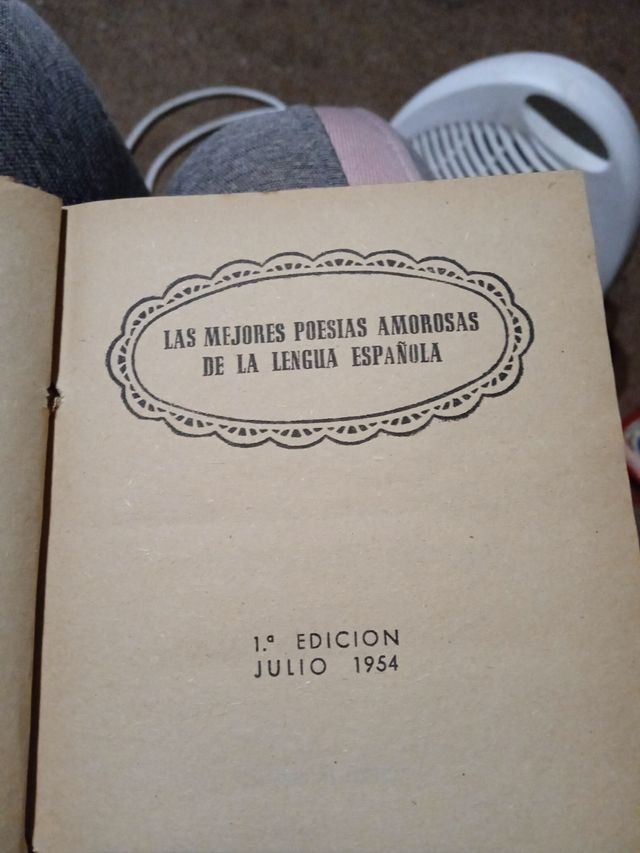 LAS MEJORES POESIAS AMOROSAS
DE LA LENGUA ESPAÑOLA
1.ª EDICION
JULIO 1954